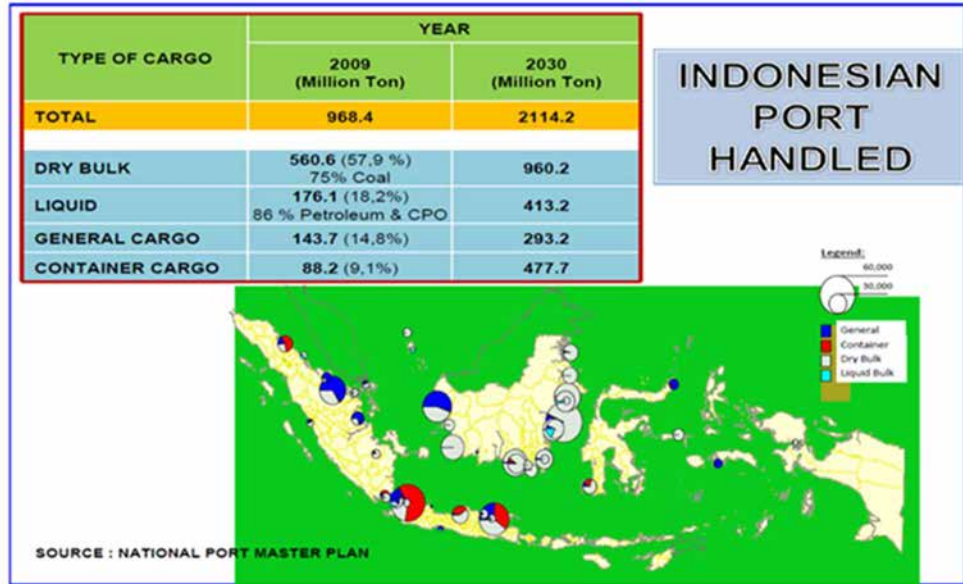 TYPE OF CARGO
YEAR
2009
(Million Ton)
2030
(Million Ton)
TOTAL
968.4
2114.2
DRY BULK
560.6 (57,9 %)
75% Coal
960.2
LIQUID
176.1 (18,2%)
86 % Petroleum & CPO
413.2
GENERAL CARGO
143.7 (14,8%)
293.2
CONTAINER CARGO
88.2 (9,1%)
477.7
INDONESIAN
PORT
HANDLED
Legend:
60,000
30,000
General
Container
Dry Bulk
Liquid Bulk
SOURCE : NATIONAL PORT MASTER PLAN